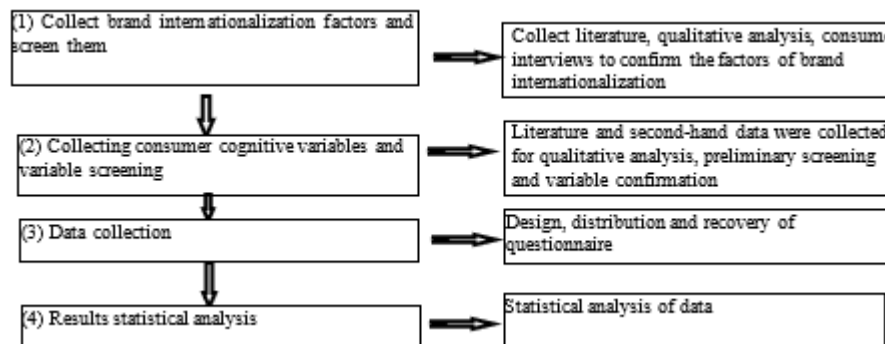 (1) Collect brand internationalization factors and
screen them
Collect literature, qualitative analysis, consume
interviews to confirm the factors of brand
internationalization
(2) Collecting consumer cognitive variables and
variable screening
Literature and second-hand data were collected
for qualitative analysis, preliminary screening
and variable confirmation
(3) Data collection
Design, distribution and recovery of
questionnaire
(4) Results statistical analysis
Statistical analysis of data